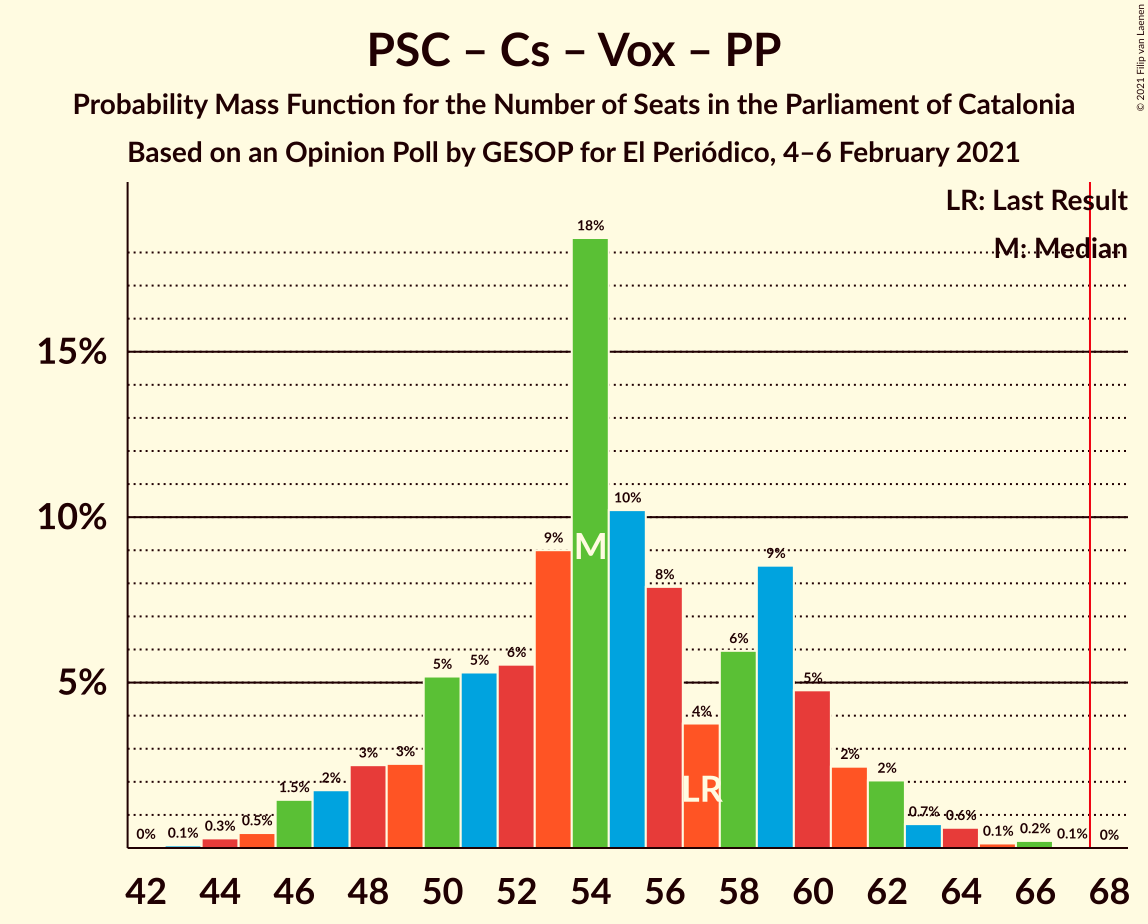 PSC – Cs – Vox – PP
Probability Mass Function for the Number of Seats in the Parliament of Catalonia
Based on an Opinion Poll by GESOP for El Periódico, 4–6 February 2021
© 2021 Filip van Laenen
LR: Last Result
M: Median
15%
10%
5%
0% 0.1% 0.3% 0.5% 1.5% 2% 3% 3% 5% 5% 6% 9% 18% 10% 8% 4% 6% 9% 5% 2% 2% 0.7% 0.6% 0.1% 0.2% 0.1% 0%
M
LR
42 44 46 48 50 52 54 56 58 60 62 64 66 68